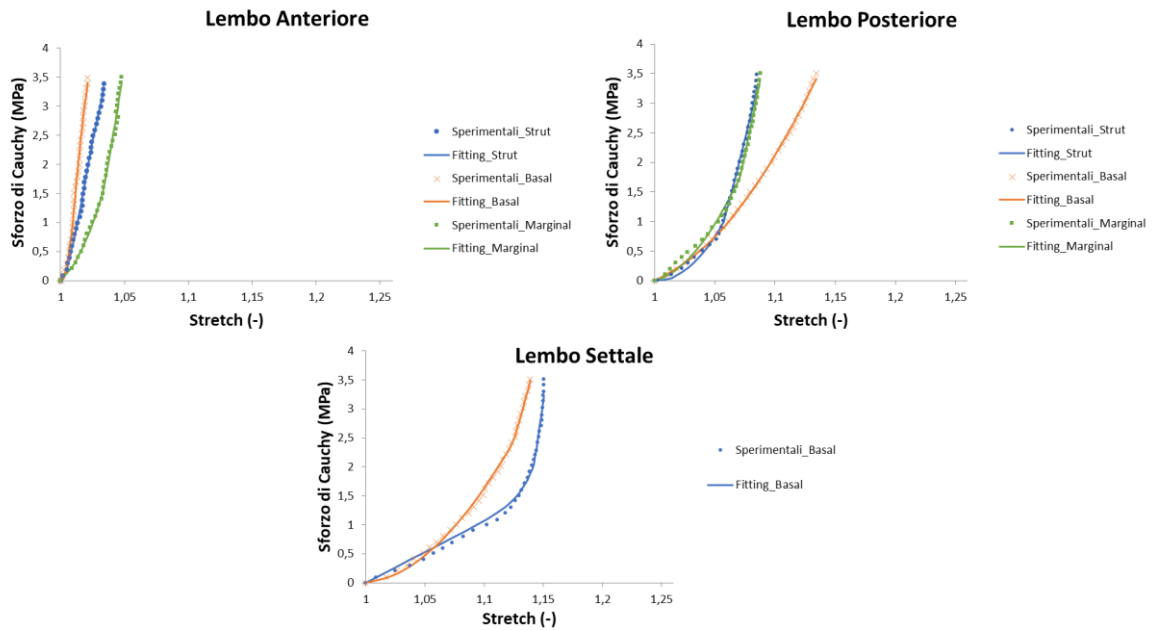 Lembo Anteriore
Sforzo di Cauchy (MPa)
4
3,5
3
2,5
2
1,5
1
0,5
0
1 1,05 1,1 1,15 1,2 1,25
Stretch (-)
Sperimentali_Strut
Fitting_Strut
Sperimentali_Basal
Fitting_Basal
Sperimentali_Marginal
Fitting_Marginal
Lembo Posteriore
Sforzo di Cauchy (MPa)
4
3,5
3
2,5
2
1,5
1
0,5
0
1 1,05 1,1 1,15 1,2 1,25
Stretch (-)
Sperimentali_Strut
Fitting_Strut
Sperimentali_Basal
Fitting_Basal
Sperimentali_Marginal
Fitting_Marginal
Lembo Settale
Sforzo di Cauchy (MPa)
4
3,5
3
2,5
2
1,5
1
0,5
0
1 1,05 1,1 1,15 1,2 1,25
Stretch (-)
Sperimentali_Basal
Fitting_Basal